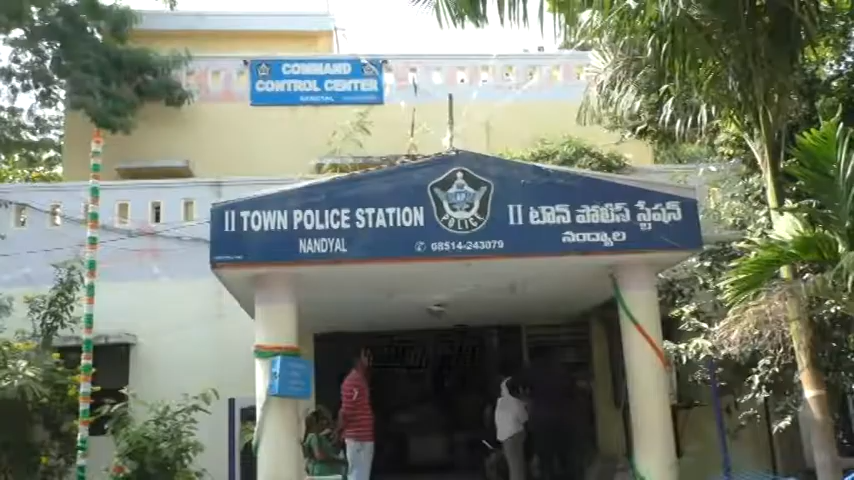 COMMAND
CONTROL CENTER
II TOWN POLICE STATION
NANDYAL
POLICE
✆ 08514-243079
II టౌన్ పోలీస్ స్టేషన్
నంద్యాల